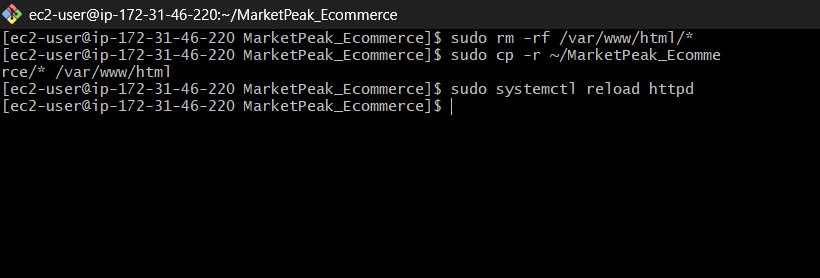 ec2-user@ip-172-31-46-220:~/MarketPeak_Ecommerce
[ec2-user@ip-172-31-46-220 MarketPeak_Ecommerce]$ sudo rm -rf /var/www/html/*
[ec2-user@ip-172-31-46-220 MarketPeak_Ecommerce]$ sudo cp -r ~/MarketPeak_Ecomme
rce/* /var/www/html
[ec2-user@ip-172-31-46-220 MarketPeak_Ecommerce]$ sudo systemctl reload httpd
[ec2-user@ip-172-31-46-220 MarketPeak_Ecommerce]$